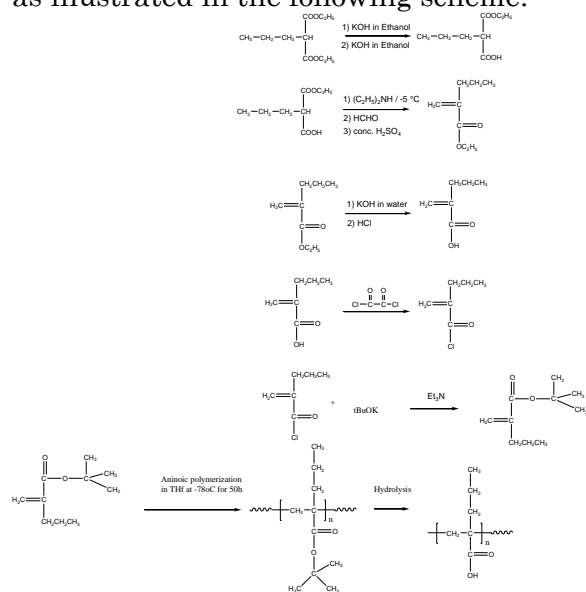 as illustrated in the following scheme.
COOC₂H₅
CH₃—CH₂—CH₂—CH
COOC₂H₅
1) KOH in Ethanol
2) KOH in Ethanol
COOC₂H₅
CH₃—CH₂—CH₂—CH
COOH
COOC₂H₅
CH₃—CH₂—CH₂—CH
COOH
1) (C₂H₅)₂NH / -5 °C
2) HCHO
3) conc. H₂SO₄
CH₂CH₂CH₃
H₂C=C
C=O
OC₂H₅
CH₂CH₂CH₃
H₂C=C
C=O
OC₂H₅
1) KOH in water
2) HCl
CH₂CH₂CH₃
H₂C=C
C=O
OH
CH₂CH₂CH₃
H₂C=C
C=O
OH
O O
Cl—C—C—Cl
CH₂CH₂CH₃
H₂C=C
C=O
Cl
CH₂CH₂CH₃
H₂C=C
C=O
Cl
+
tBuOK
Et₃N
O
C—O—C
CH₃
CH₃
CH₃
H₂C=C
CH₂CH₂CH₃
O
C—O—C
CH₃
CH₃
CH₃
H₂C=C
CH₂CH₂CH₃
Aninoic polymerization
in THf at -78oC for 50h
CH₃
CH₂
CH₂
[CH₂—C]n
C=O
O
C
H₃C
CH₃
CH₃
Hydrolysis
CH₃
CH₂
CH₂
[CH₂—C]n
C=O
OH